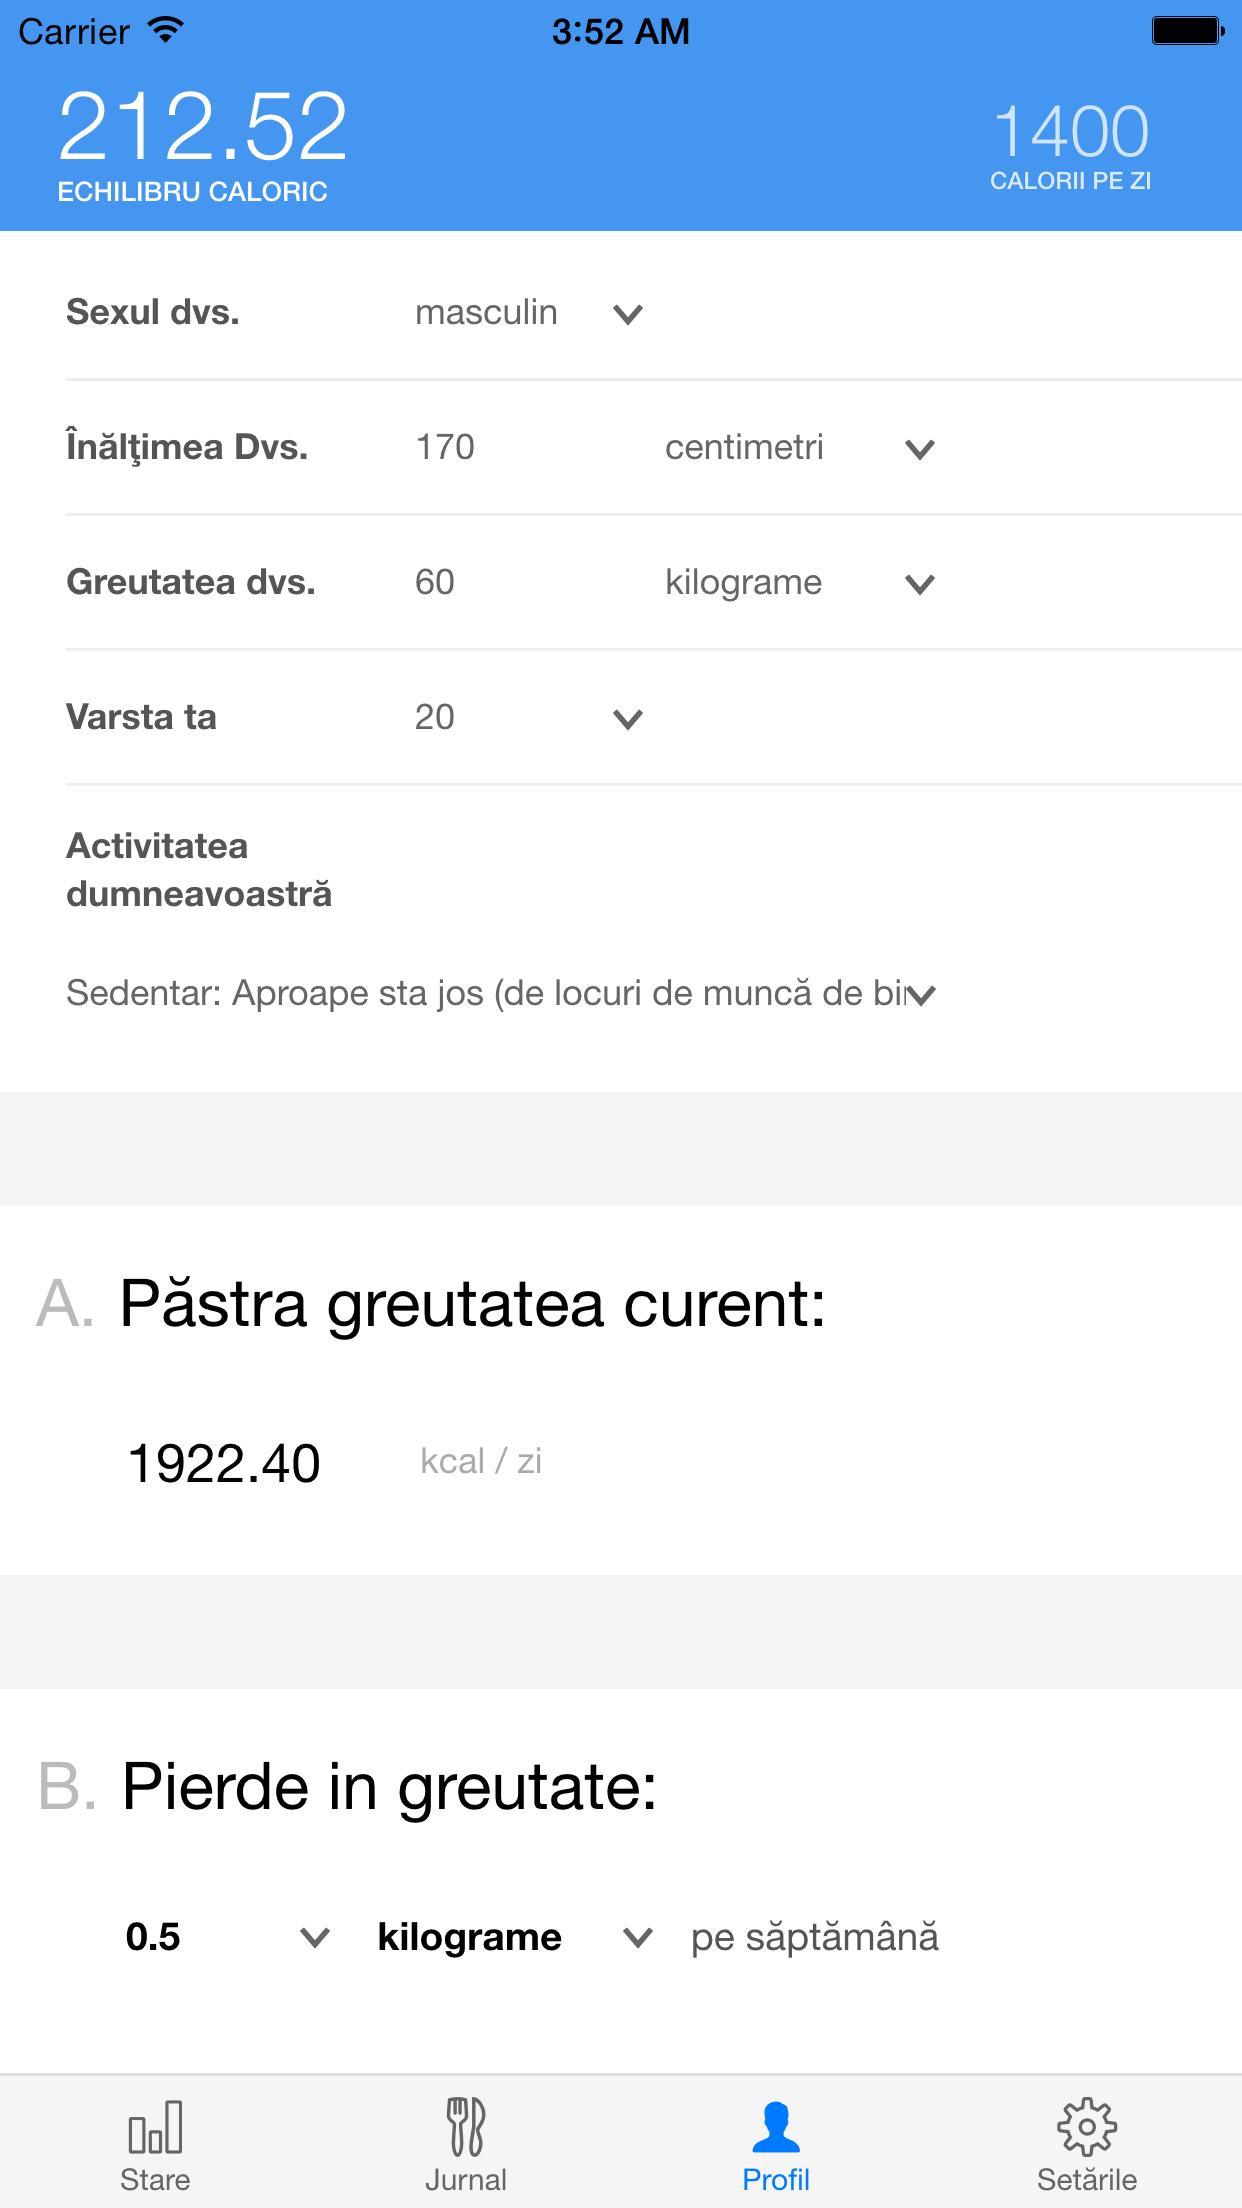 Carrier 3:52 AM
212.52 1400
ECHILIBRU CALORIC CALORII PE ZI
Sexul dvs. masculin
Înălţimea Dvs. 170 centimetri
Greutatea dvs. 60 kilograme
Varsta ta 20
Activitatea
dumneavoastră
Sedentar: Aproape sta jos (de locuri de muncă de
A. Păstra greutatea curent:
1922.40 kcal / zi
B. Pierde in greutate:
0.5 kilograme pe săptămână
Stare Jurnal Profil Setările